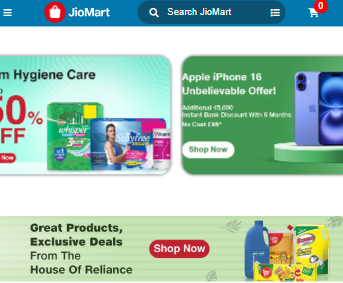 JioMart
Search JioMart
0
m Hygiene Care
60%
FF
Now
whisper
Stayfree
Apple iPhone 16
Unbelievable Offer!
Additional ₹5,000
Instant Bank Discount With 6 Months
No Cost EMI*
Shop Now
Great Products,
Exclusive Deals
From The
House Of Reliance
Shop Now